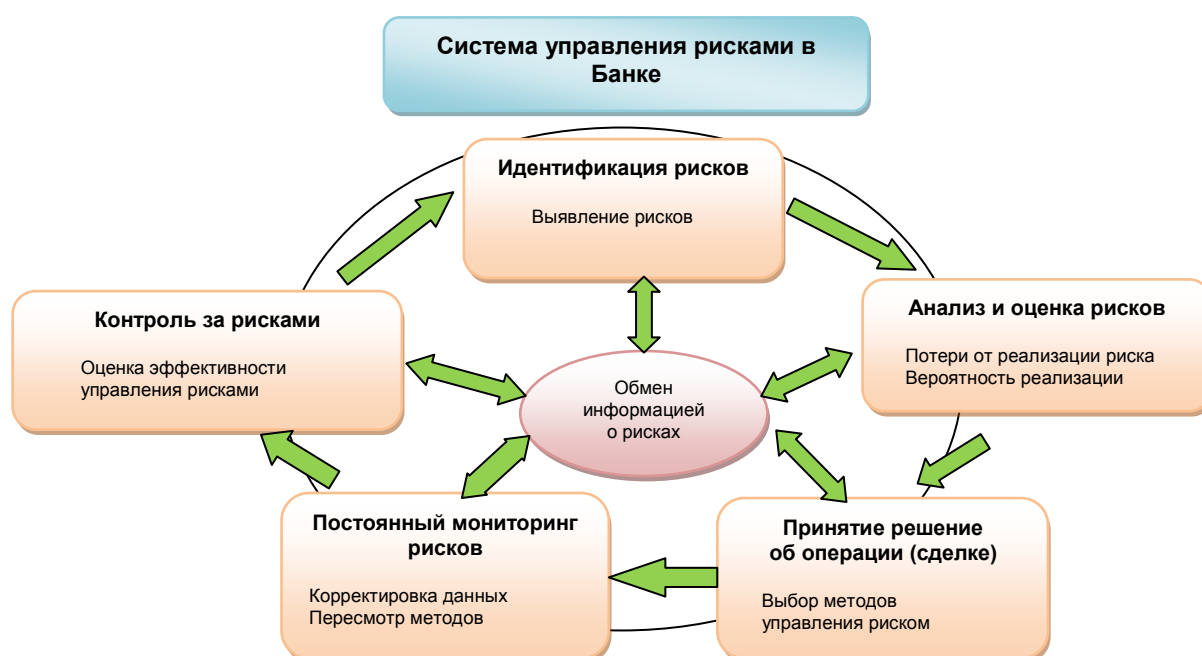 Система управления рисками в
Банке
Идентификация рисков
Выявление рисков
Контроль за рисками
Оценка эффективности
управления рисками
Анализ и оценка рисков
Потери от реализации риска
Вероятность реализации
Обмен
информацией
о рисках
Постоянный мониторинг
рисков
Корректировка данных
Пересмотр методов
Принятие решение
об операции (сделке)
Выбор методов
управления риском